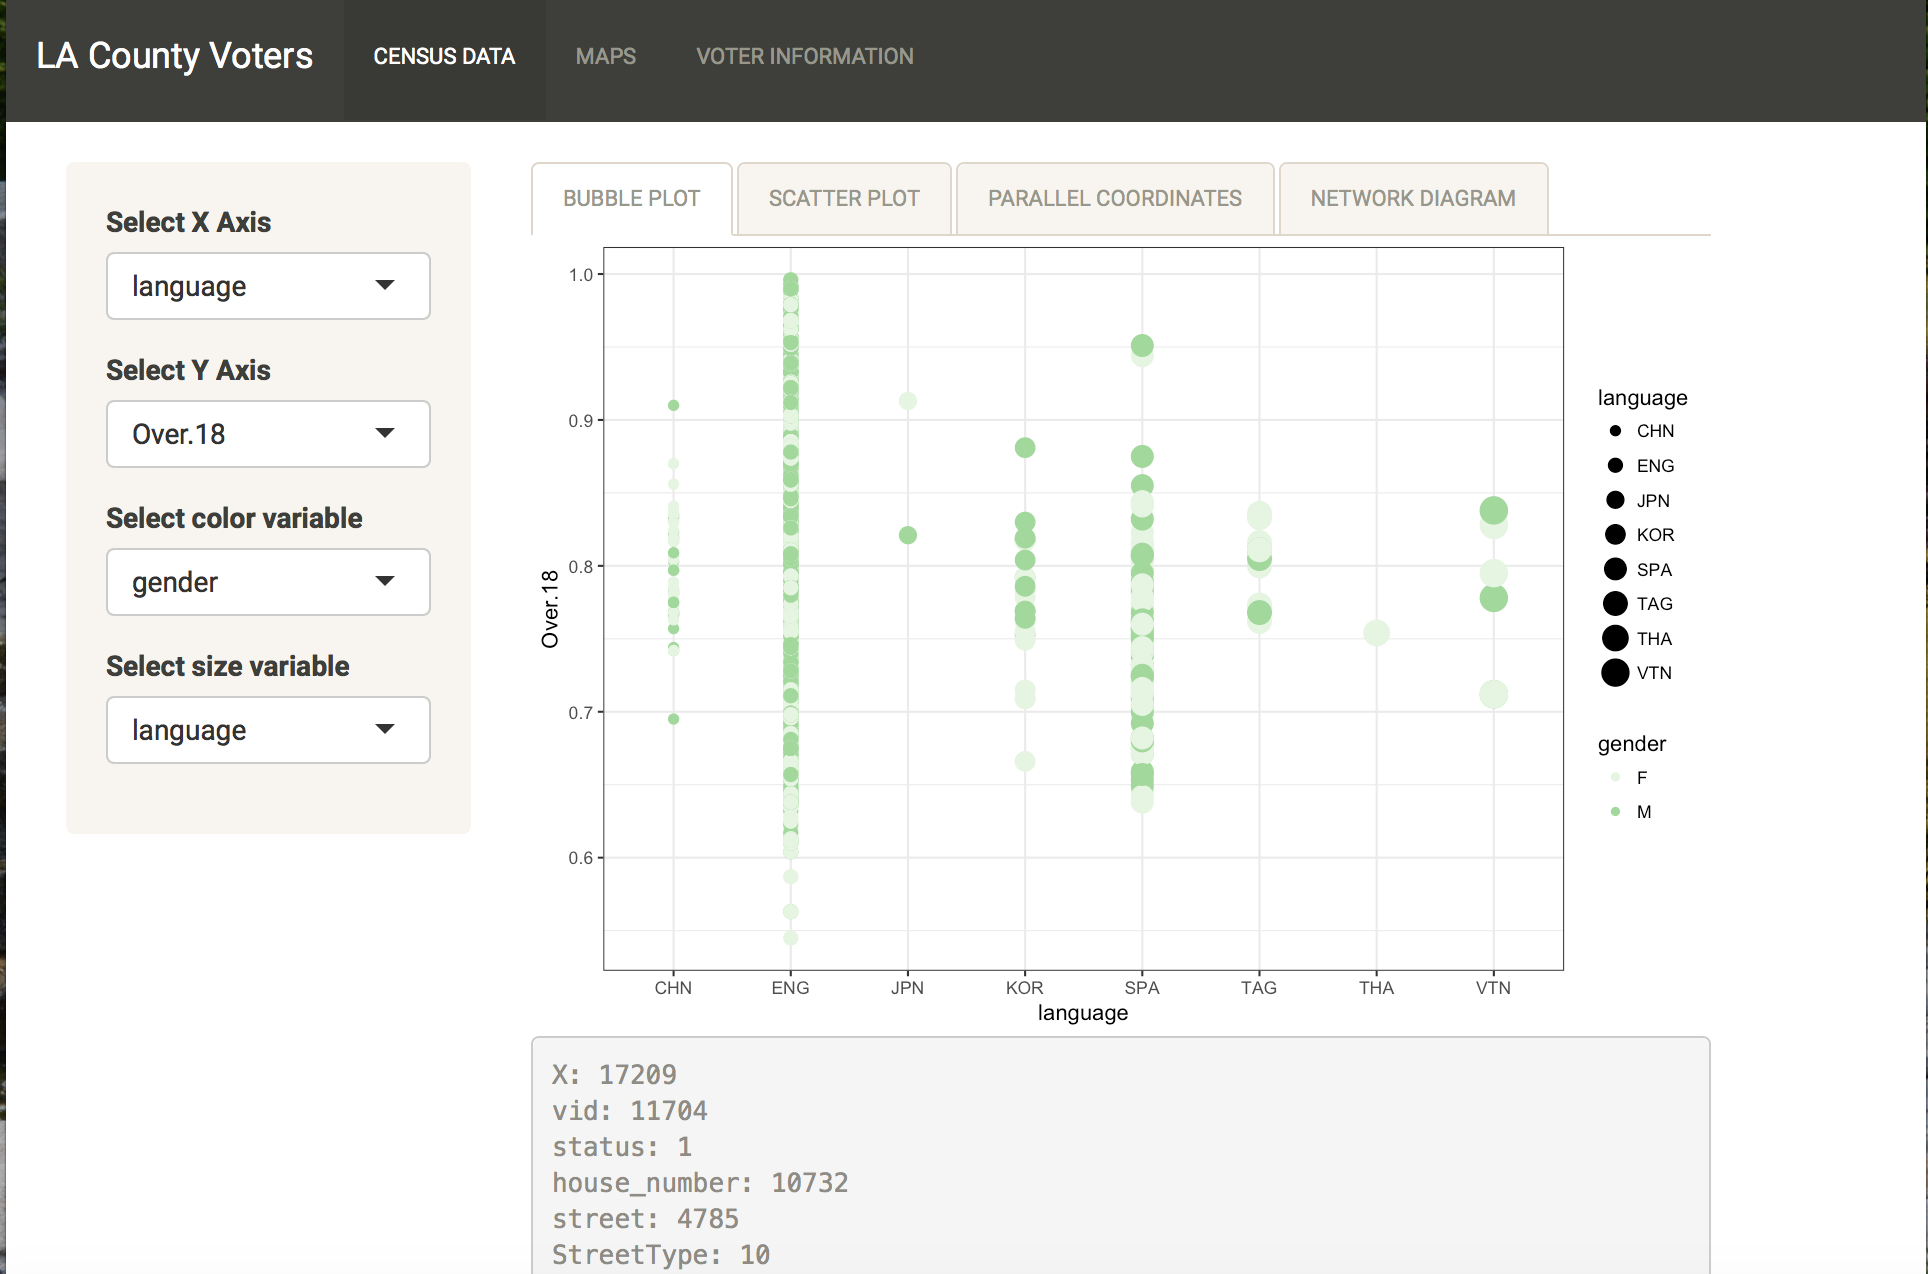 LA County Voters
CENSUS DATA
MAPS
VOTER INFORMATION
Select X Axis
language
Select Y Axis
Over.18
Select color variable
gender
Select size variable
language
BUBBLE PLOT
SCATTER PLOT
PARALLEL COORDINATES
NETWORK DIAGRAM
1.0
0.9
0.8
0.7
0.6
Over.18
CHN
ENG
JPN
KOR
SPA
TAG
THA
VTN
language
language
CHN
ENG
JPN
KOR
SPA
TAG
THA
VTN
gender
F
M
X: 17209
vid: 11704
status: 1
house_number: 10732
street: 4785
StreetType: 10